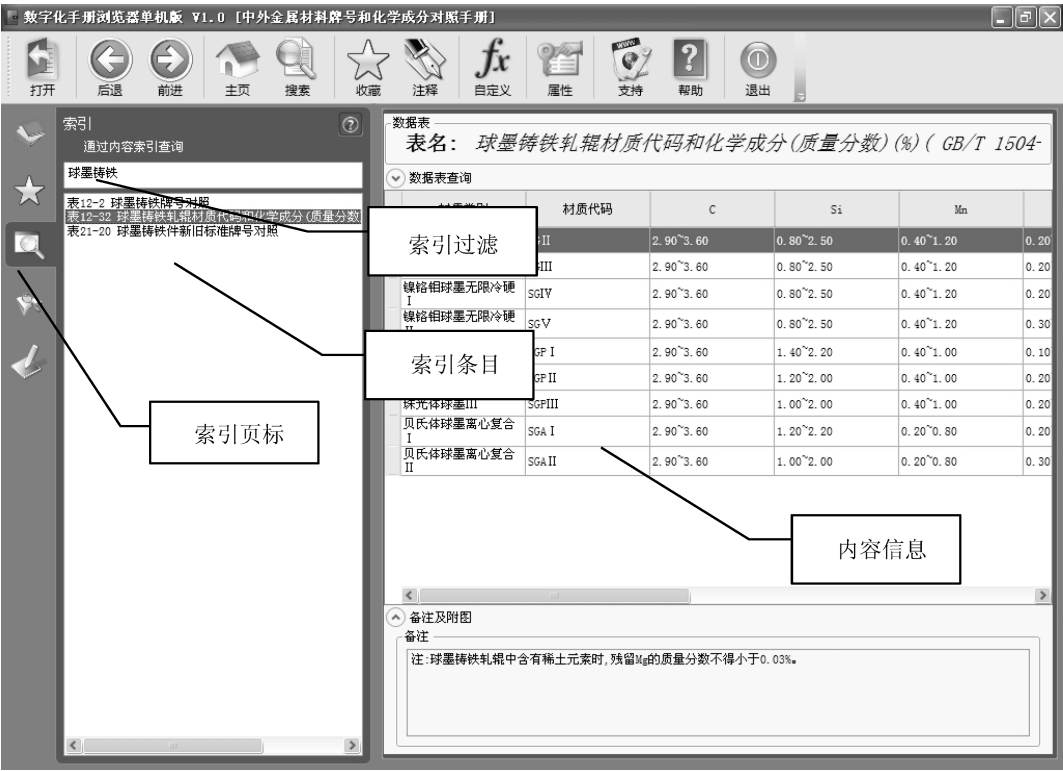 数字化手册浏览器单机版 V1.0 [中外金属材料牌号和化学成分对照手册]
打开 后退 前进 主页 搜索 收藏 注释 自定义 属性 支持 帮助 退出
索引
通过内容索引查询
球墨铸铁
表12-2 球墨铸铁牌号对照
表12-32 球墨铸铁轧辊材质代码和化学成分(质量分数
表21-20 球墨铸铁件新旧标准牌号对照
索引过滤
索引条目
索引页标
数据表
表名: 球墨铸铁轧辊材质代码和化学成分(质量分数)(%)( GB/T 1504-
数据表查询
材质代码 C Si Mn
II 2.90~3.60 0.80~2.50 0.40~1.20 0.20
III 2.90~3.60 0.80~2.50 0.40~1.20 0.20
镍铬钼球墨无限冷硬I SGIV 2.90~3.60 0.80~2.50 0.40~1.20 0.20
镍铬钼球墨无限冷硬 SGV 2.90~3.60 0.80~2.50 0.40~1.20 0.30
GP I 2.90~3.60 1.40~2.20 0.40~1.00 0.10
GP II 2.90~3.60 1.20~2.00 0.40~1.00 0.20
珠光体球墨III SGPIII 2.90~3.60 1.00~2.00 0.40~1.00 0.20
贝氏体球墨离心复合I SGA I 2.90~3.60 1.20~2.20 0.20~0.80 0.20
贝氏体球墨离心复合II SGA II 2.90~3.60 1.00~2.00 0.20~0.80 0.30
内容信息
备注及附图
备注
注:球墨铸铁轧辊中含有稀土元素时,残留Mg的质量分数不得小于0.03%。